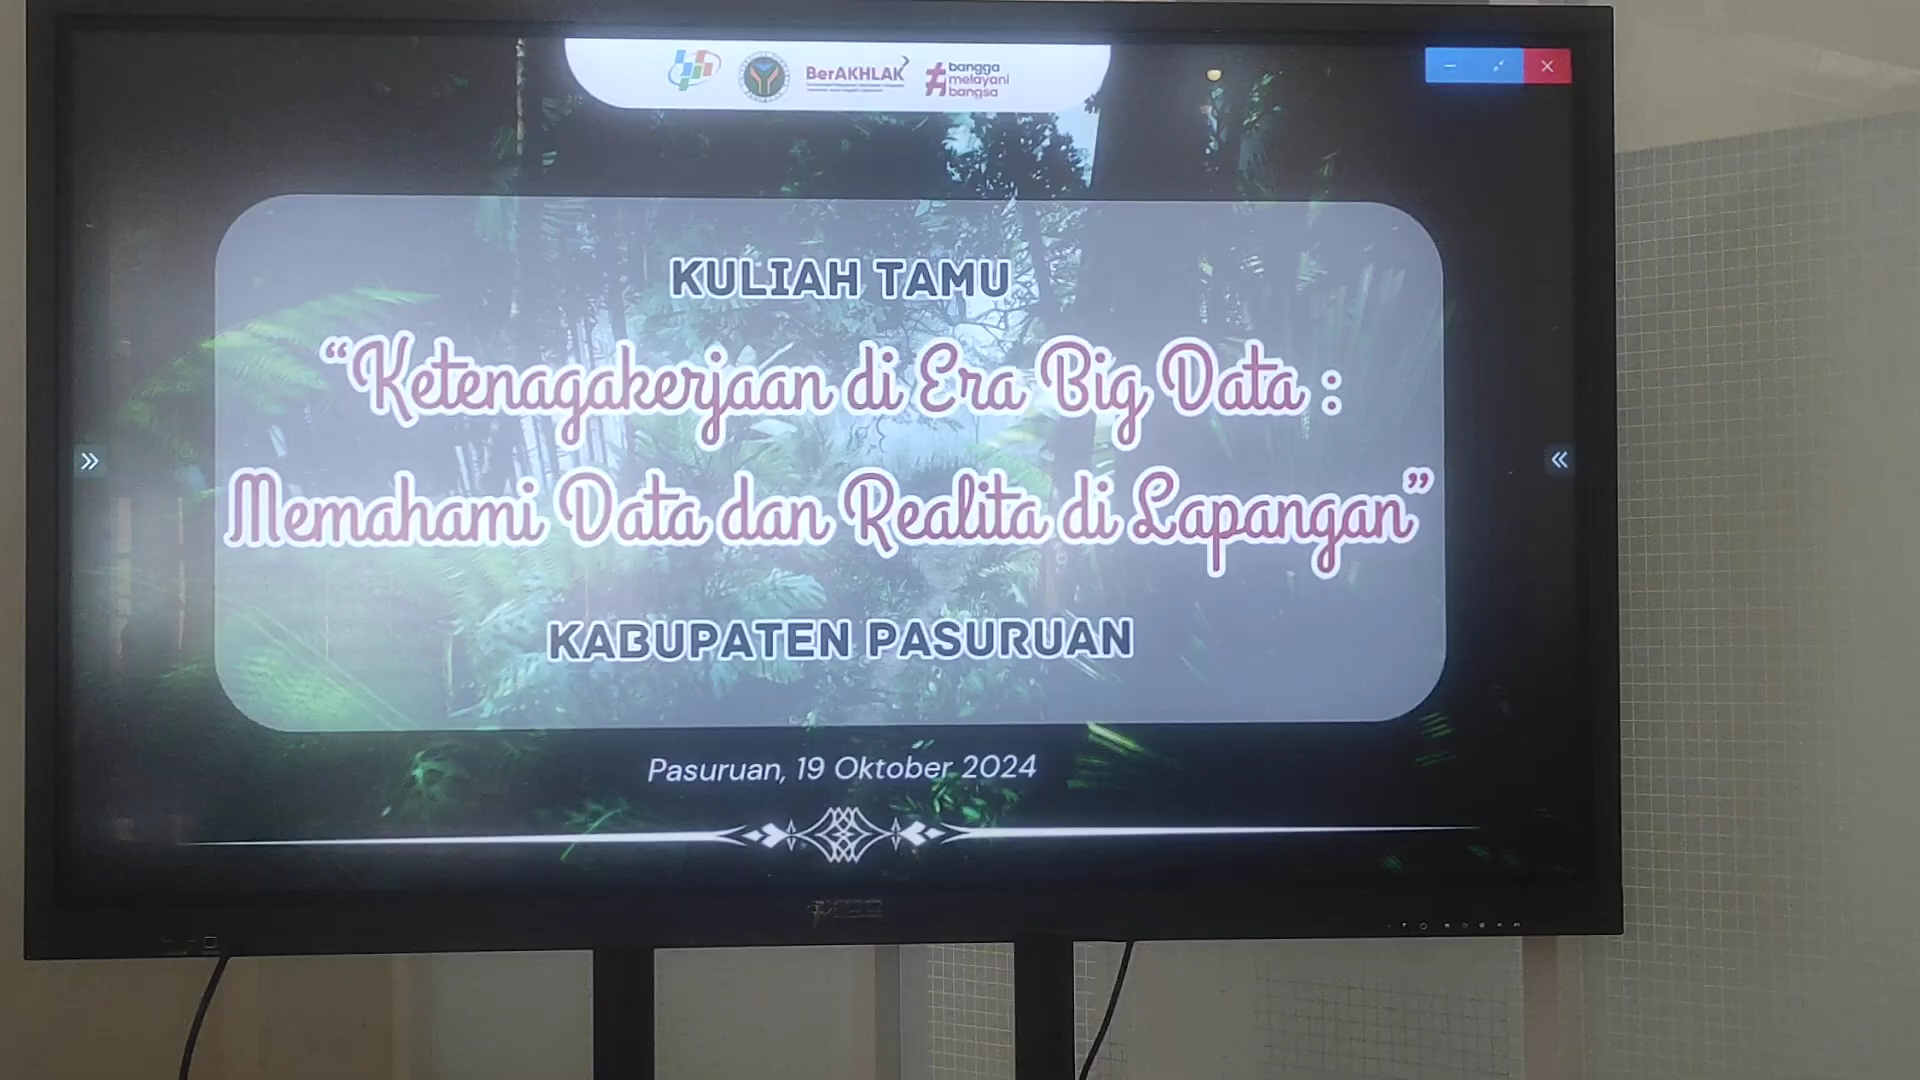 BerAKHLAK
#bangga
melayani
bangsa
KULIAH TAMU
“Ketenagakerjaan di Era Big Data :
Memahami Data dan Realita di Lapangan”
KABUPATEN PASURUAN
Pasuruan, 19 Oktober 2024